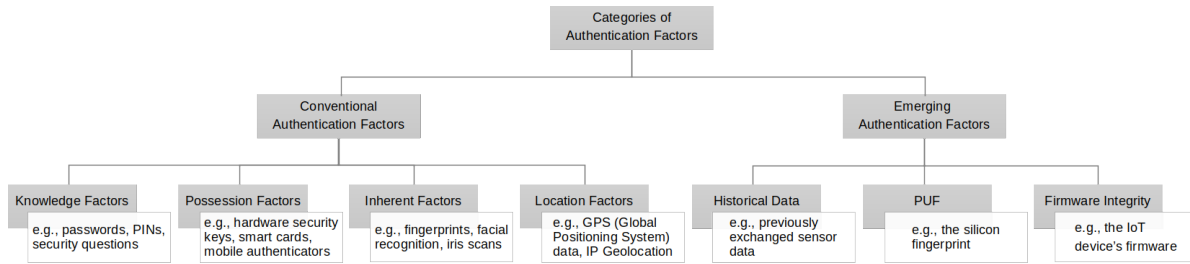 Categories of
Authentication Factors
Conventional
Authentication Factors
Emerging
Authentication Factors
Knowledge Factors
e.g., passwords, PINs,
security questions
Possession Factors
e.g., hardware security
keys, smart cards,
mobile authenticators
Inherent Factors
e.g., fingerprints, facial
recognition, iris scans
Location Factors
e.g., GPS (Global
Positioning System)
data, IP Geolocation
Historical Data
e.g., previously
exchanged sensor
data
PUF
e.g., the silicon
fingerprint
Firmware Integrity
e.g., the IoT
device's firmware